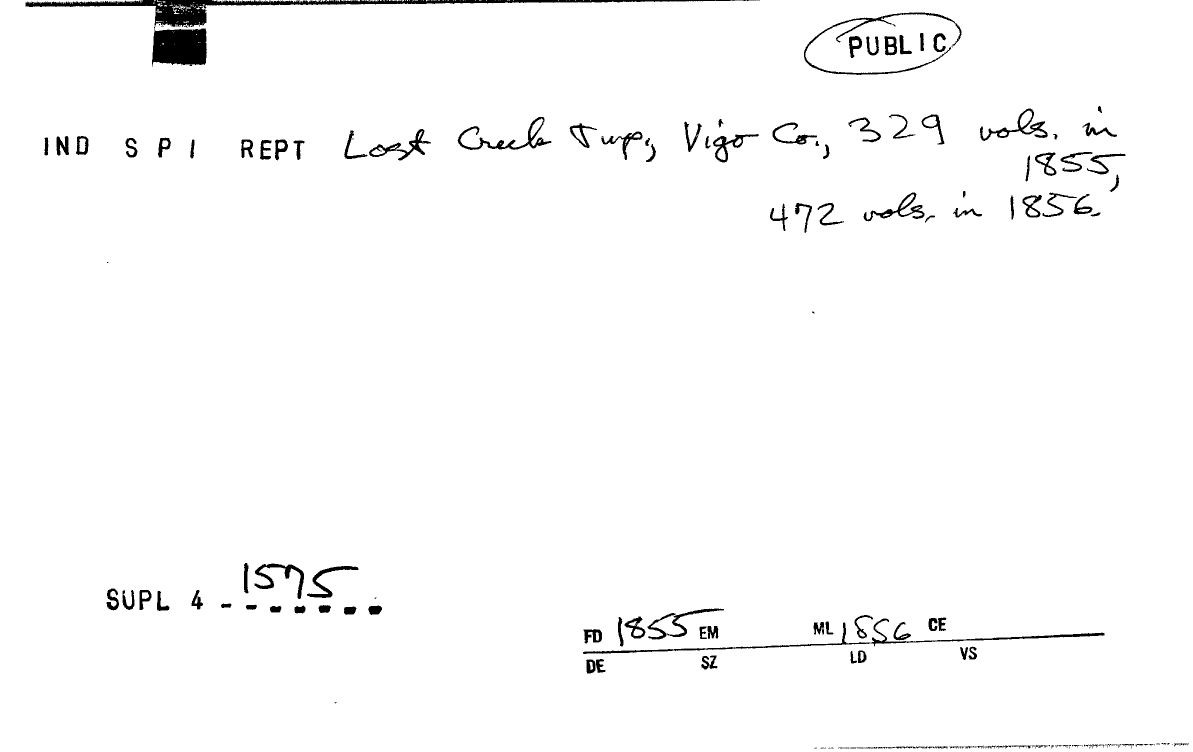 PUBLIC
IND S P I REPT Lost Creek Twp, Vigo Co., 329 vols. in
1855,
472 vols. in 1856.
SUPL 4 1575
FD 1855 EM ML 1856 CE
DE SZ LD VS